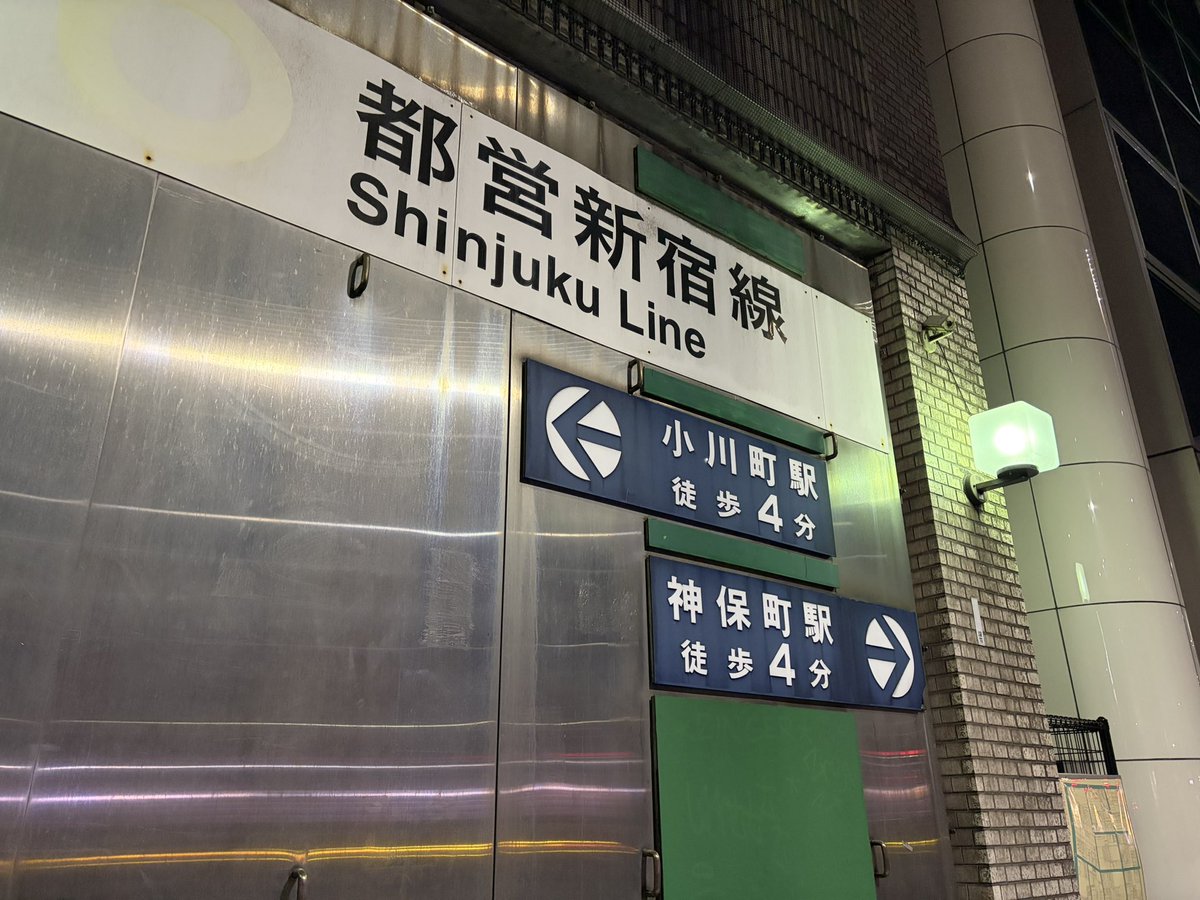 都営新宿線
Shinjuku Line
小川町駅
徒歩4分
神保町駅
徒歩4分